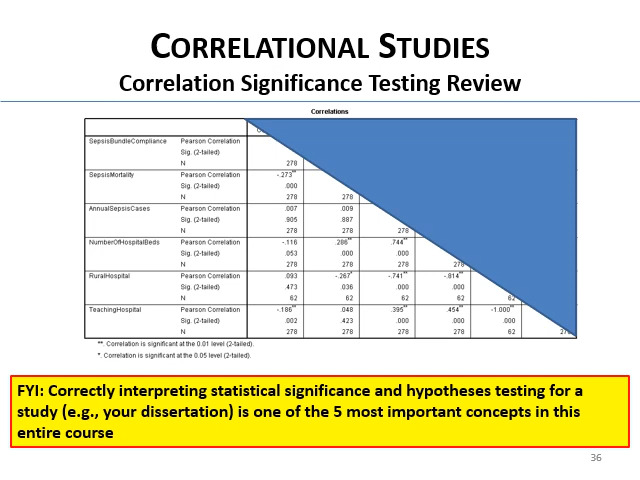 CORRELATIONAL STUDIES
Correlation Significance Testing Review
Correlations
SepsisBundleCompliance Pearson Correlation
Sig. (2-tailed)
N 278
SepsisMortality Pearson Correlation -.273**
Sig. (2-tailed) .000
N 278 278
AnnualSepsisCases Pearson Correlation .007 .009
Sig. (2-tailed) .905 .887
N 278 278 278
NumberOfHospitalBeds Pearson Correlation -.116 .286** .744**
Sig. (2-tailed) .053 .000 .000
N 278 278 278 278
RuralHospital Pearson Correlation .093 -.267* -.741** -.814**
Sig. (2-tailed) .473 .036 .000 .000
N 62 62 62 62 62
TeachingHospital Pearson Correlation -.186** .048 .395** .454** -1.000**
Sig. (2-tailed) .002 .423 .000 .000 .000
N 278 278 278 278 62
**. Correlation is significant at the 0.01 level (2-tailed).
*. Correlation is significant at the 0.05 level (2-tailed).
FYI: Correctly interpreting statistical significance and hypotheses testing for a
study (e.g., your dissertation) is one of the 5 most important concepts in this
entire course
36